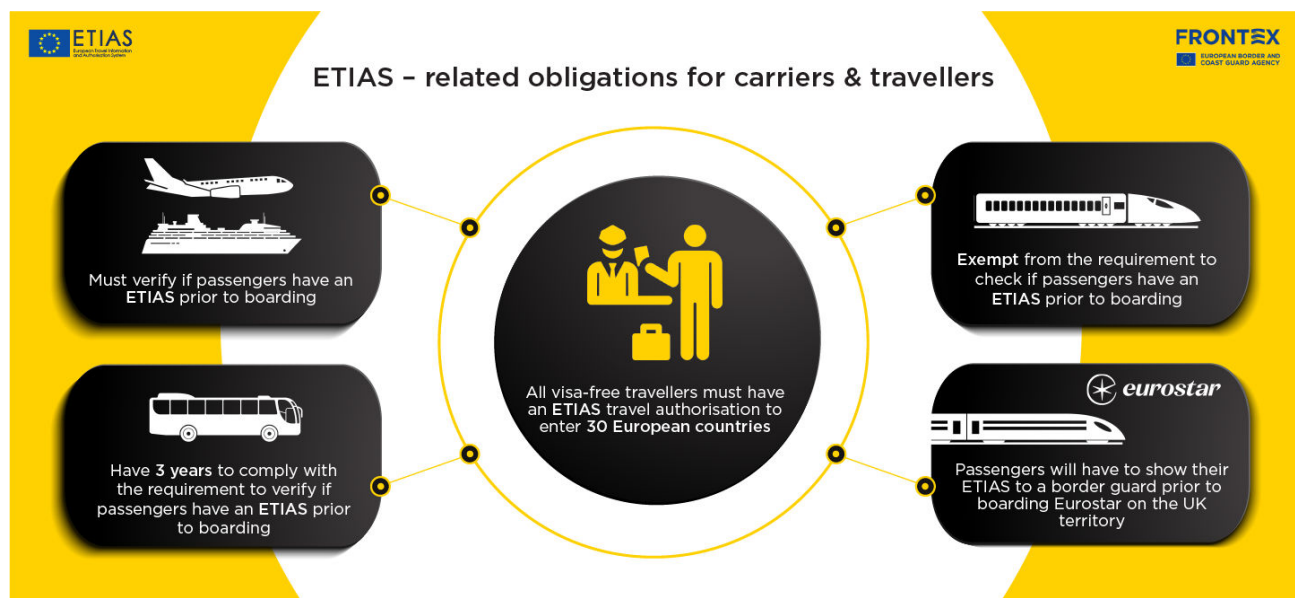 ETIAS
European Travel Information
and Authorisation System
FRONTEX
EUROPEAN BORDER AND
COAST GUARD AGENCY
ETIAS – related obligations for carriers & travellers
Must verify if passengers have an
ETIAS prior to boarding
Have 3 years to comply with
the requirement to verify if
passengers have an ETIAS prior
to boarding
All visa-free travellers must have
an ETIAS travel authorisation to
enter 30 European countries
Exempt from the requirement to
check if passengers have an
ETIAS prior to boarding
eurostar
Passengers will have to show their
ETIAS to a border guard prior to
boarding Eurostar on the UK
territory